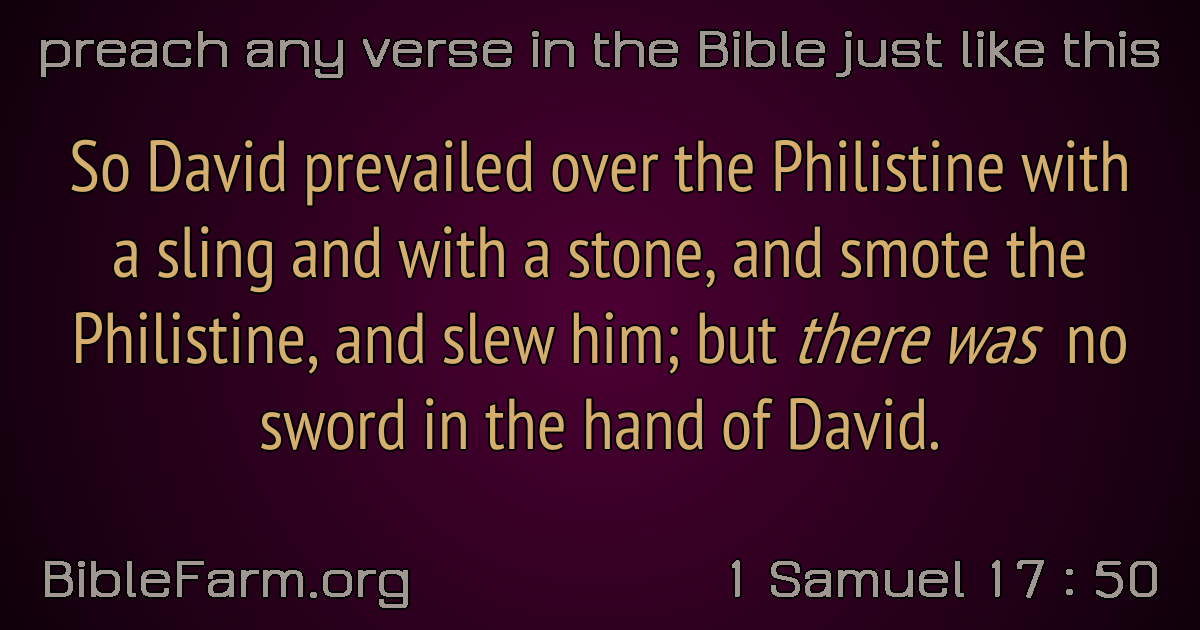 preach any verse in the Bible just like this
So David prevailed over the Philistine with
a sling and with a stone, and smote the
Philistine, and slew him; but there was no
sword in the hand of David.
BibleFarm.org
1 Samuel 17 : 50